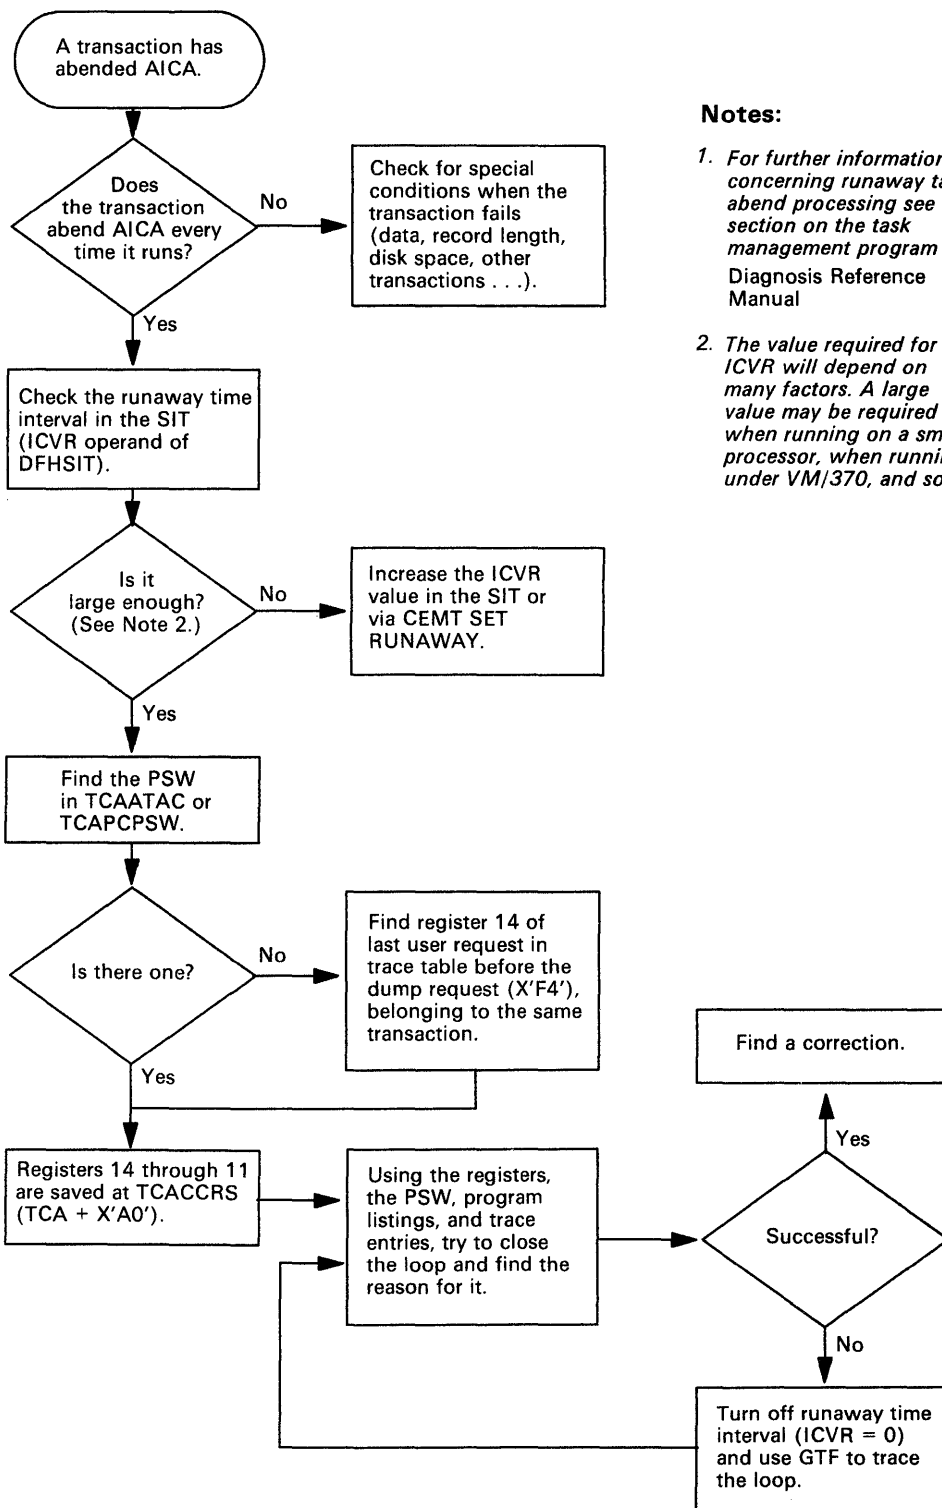 A transaction has
abended AICA.
Does
the transaction
abend AICA every
time it runs?
No
Check for special
conditions when the
transaction fails
(data, record length,
disk space, other
transactions . . .).
Yes
Check the runaway time
interval in the SIT
(ICVR operand of
DFHSIT).
Is it
large enough?
(See Note 2.)
No
Increase the ICVR
value in the SIT or
via CEMT SET
RUNAWAY.
Yes
Find the PSW
in TCAATAC or
TCAPCPSW.
Is there one?
No
Find register 14 of
last user request in
trace table before the
dump request (X'F4'),
belonging to the same
transaction.
Yes
Registers 14 through 11
are saved at TCACCRS
(TCA + X'A0').
Using the registers,
the PSW, program
listings, and trace
entries, try to close
the loop and find the
reason for it.
Successful?
Yes
Find a correction.
No
Turn off runaway time
interval (ICVR = 0)
and use GTF to trace
the loop.
Notes:
1. For further information
concerning runaway ta
abend processing see
section on the task
management program
Diagnosis Reference
Manual
2. The value required for
ICVR will depend on
many factors. A large
value may be required
when running on a sm
processor, when runni
under VM/370, and so